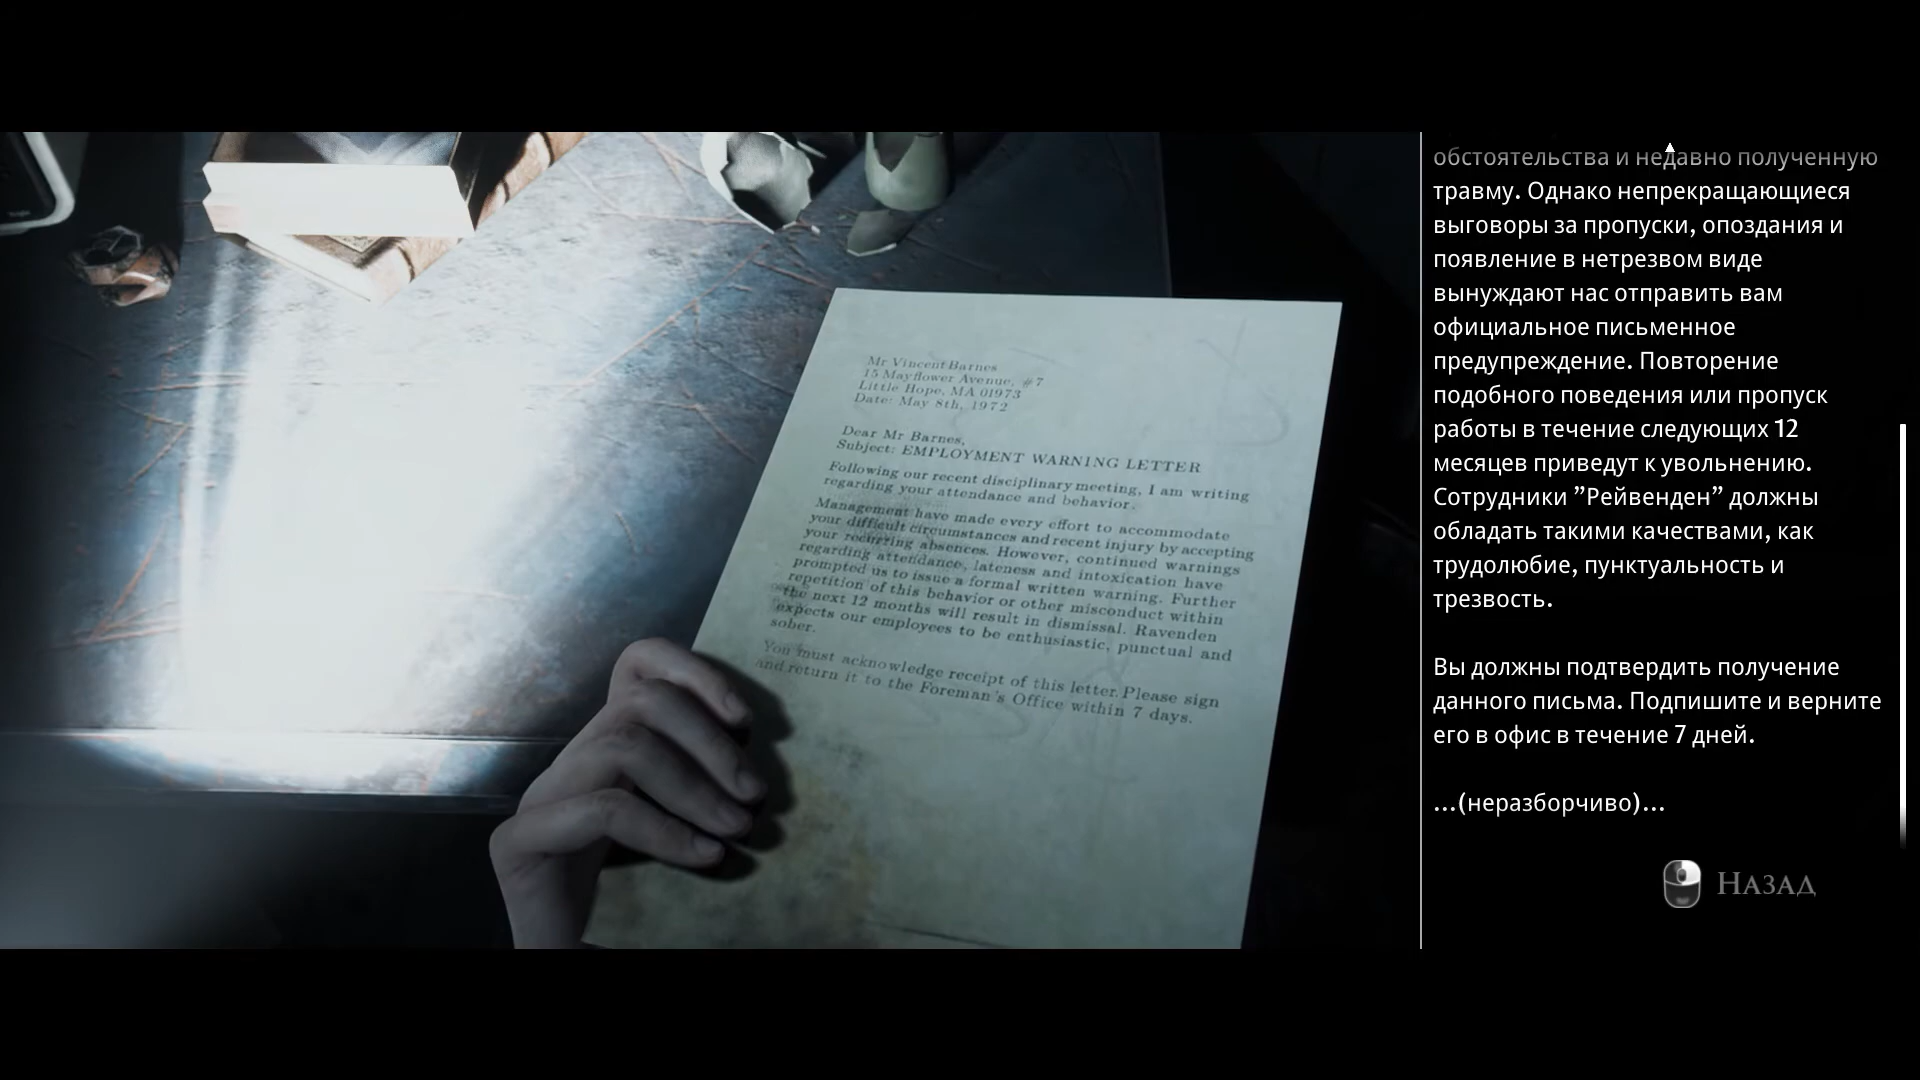 Mr Vincent Barnes
15 Mayflower Avenue, #7
Little Hope, MA 01973
Date: May 8th, 1972
Dear Mr Barnes,
Subject: EMPLOYMENT WARNING LETTER
Following our recent disciplinary meeting, I am writing
regarding your attendance and behavior.
Management have made every effort to accommodate
your difficult circumstances and recent injury by accepting
your recurring absences. However, continued warnings
regarding attendance, lateness and intoxication have
prompted us to issue a formal written warning. Further
repetition of this behavior or other misconduct within
the next 12 months will result in dismissal. Ravenden
expects our employees to be enthusiastic, punctual and
sober.
You must acknowledge receipt of this letter. Please sign
and return it to the Foreman's Office within 7 days.
обстоятельства и недавно полученную
травму. Однако непрекращающиеся
выговоры за пропуски, опоздания и
появление в нетрезвом виде
вынуждают нас отправить вам
официальное письменное
предупреждение. Повторение
подобного поведения или пропуск
работы в течение следующих 12
месяцев приведут к увольнению.
Сотрудники ”Рейвенден” должны
обладать такими качествами, как
трудолюбие, пунктуальность и
трезвость.
Вы должны подтвердить получение
данного письма. Подпишите и верните
его в офис в течение 7 дней.
...(неразборчиво)...
Назад